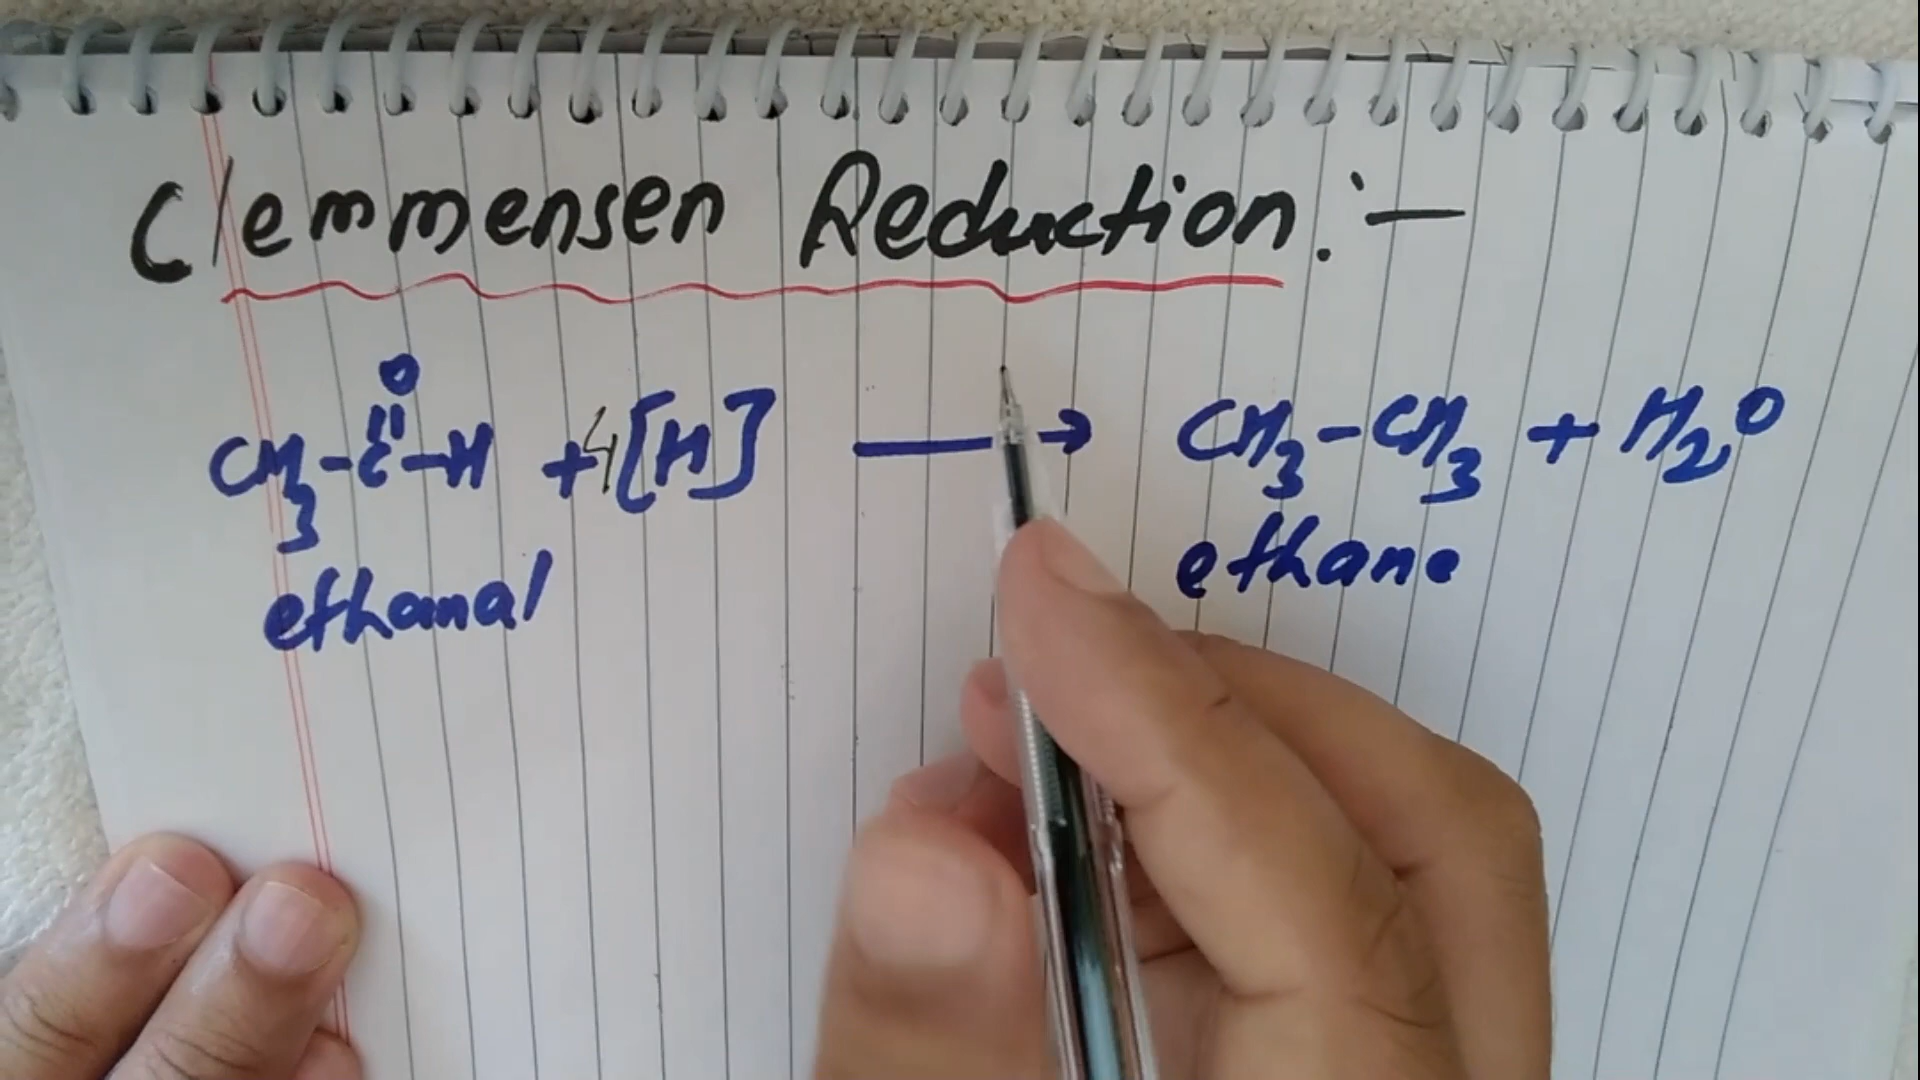 Clemmensen Reduction:-
O
CH3-C-H +4[H] → CH3-CH3 + H2O
ethanal ethane